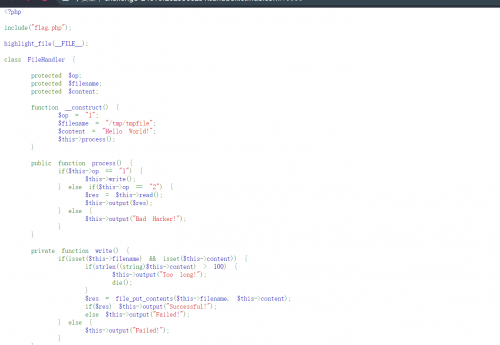 <?php
include("flag.php");
highlight_file(__FILE__);
class FileHandler {
protected $op;
protected $filename;
protected $content;
function __construct() {
$op = "1";
$filename = "/tmp/tmpfile";
$content = "Hello World!";
$this->process();
}
public function process() {
if($this->op == "1") {
$this->write();
} else if($this->op == "2") {
$res = $this->read();
$this->output($res);
} else {
$this->output("Bad Hacker!");
}
}
private function write() {
if(isset($this->filename) && isset($this->content)) {
if(strlen((string)$this->content) > 100) {
$this->output("Too long!");
die();
}
$res = file_put_contents($this->filename, $this->content);
if($res) $this->output("Successful!");
else $this->output("Failed!");
} else {
$this->output("Failed!");
}